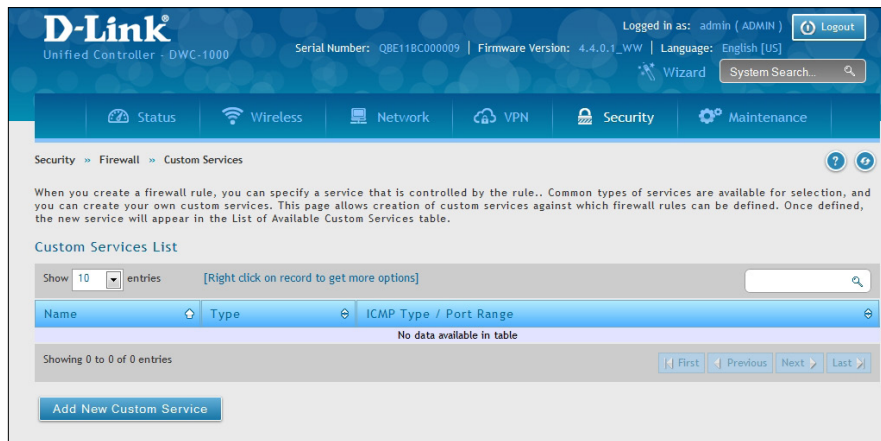 D-Link®
Unified Controller - DWC-1000
Serial Number: QBE11BC000009 | Firmware Version: 4.4.0.1_WW | Language: English [US]
Logged in as: admin ( ADMIN )
Logout
Wizard
System Search...
Status
Wireless
Network
VPN
Security
Maintenance
Security » Firewall » Custom Services
?
When you create a firewall rule, you can specify a service that is controlled by the rule.. Common types of services are available for selection, and
you can create your own custom services. This page allows creation of custom services against which firewall rules can be defined. Once defined,
the new service will appear in the List of Available Custom Services table.
Custom Services List
Show 10 entries
[Right click on record to get more options]
Name
Type
ICMP Type / Port Range
No data available in table
Showing 0 to 0 of 0 entries
First
Previous
Next
Last
Add New Custom Service